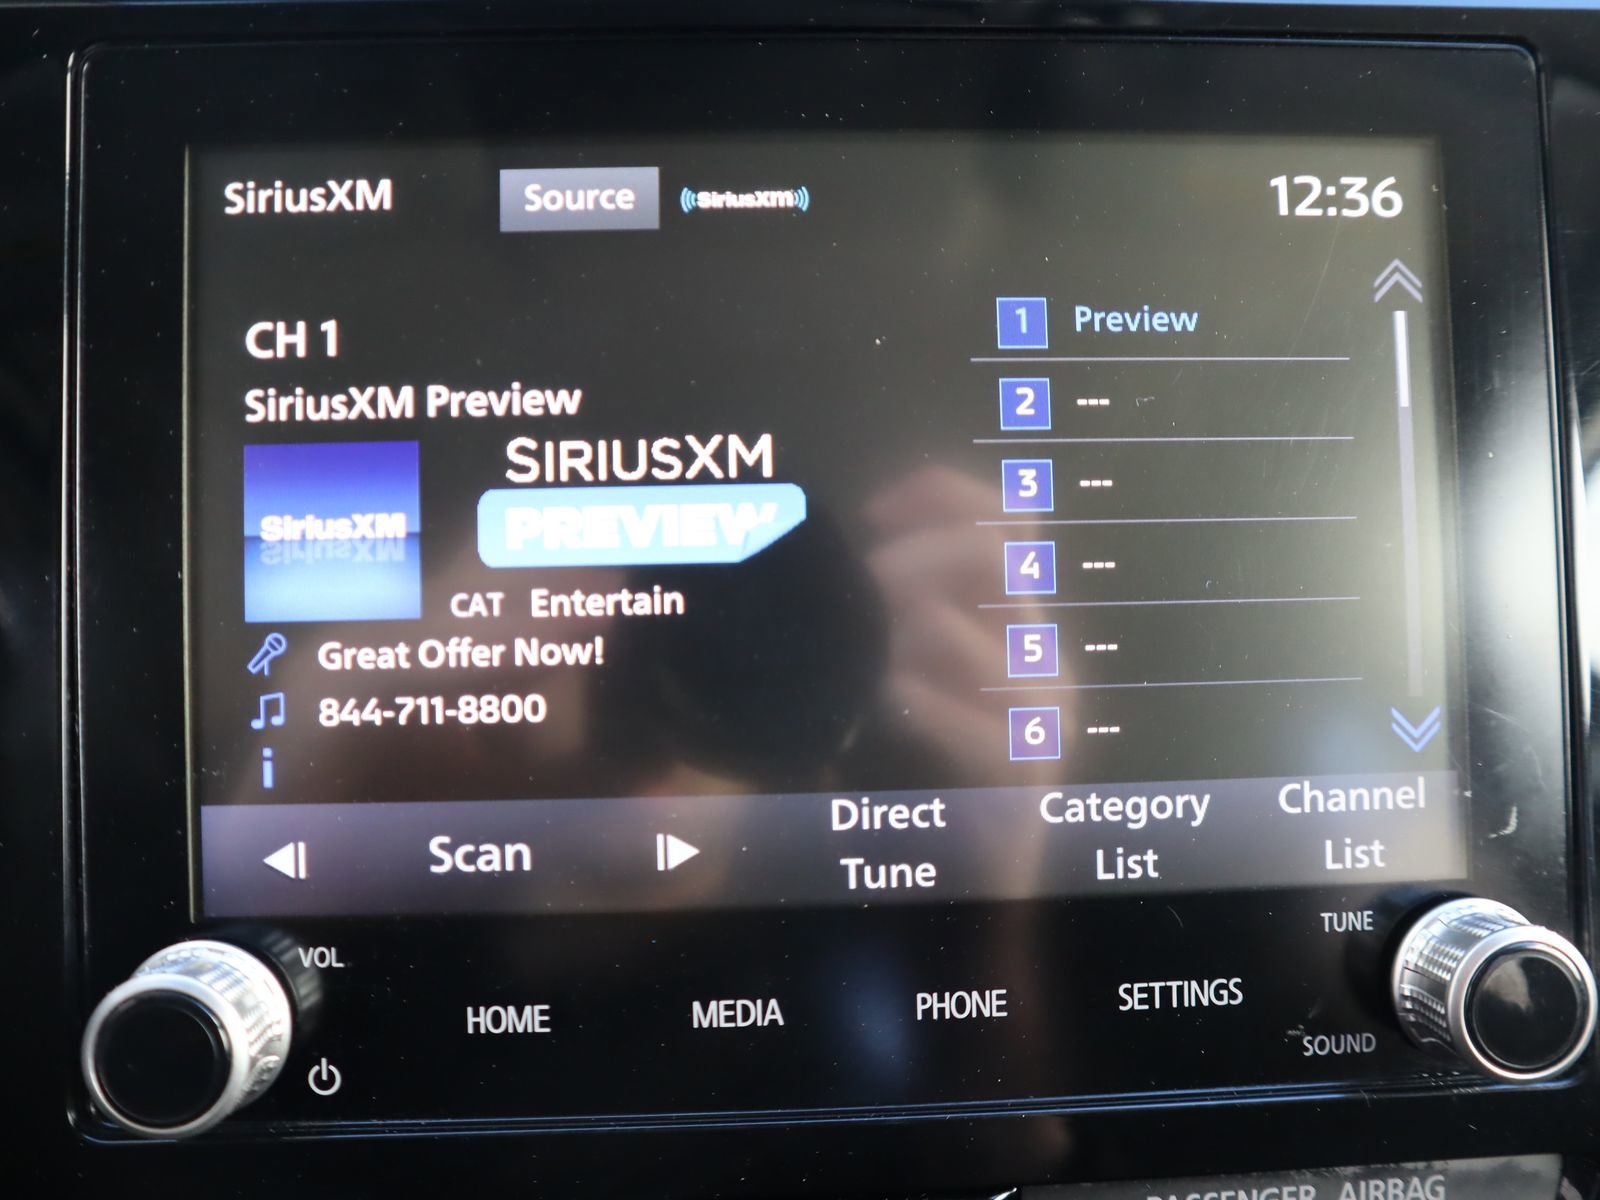 SiriusXM
Source
SiriusXM
12:36
CH 1
SiriusXM Preview
SiriusXM
SIRIUSXM
PREVIEW
CAT Entertain
Great Offer Now!
844-711-8800
i
1 Preview
2 ---
3 ---
4 ---
5 ---
6 ---
Scan
Direct
Tune
Category
List
Channel
List
VOL
HOME
MEDIA
PHONE
SETTINGS
TUNE
SOUND
PASSENGER AIRBAG